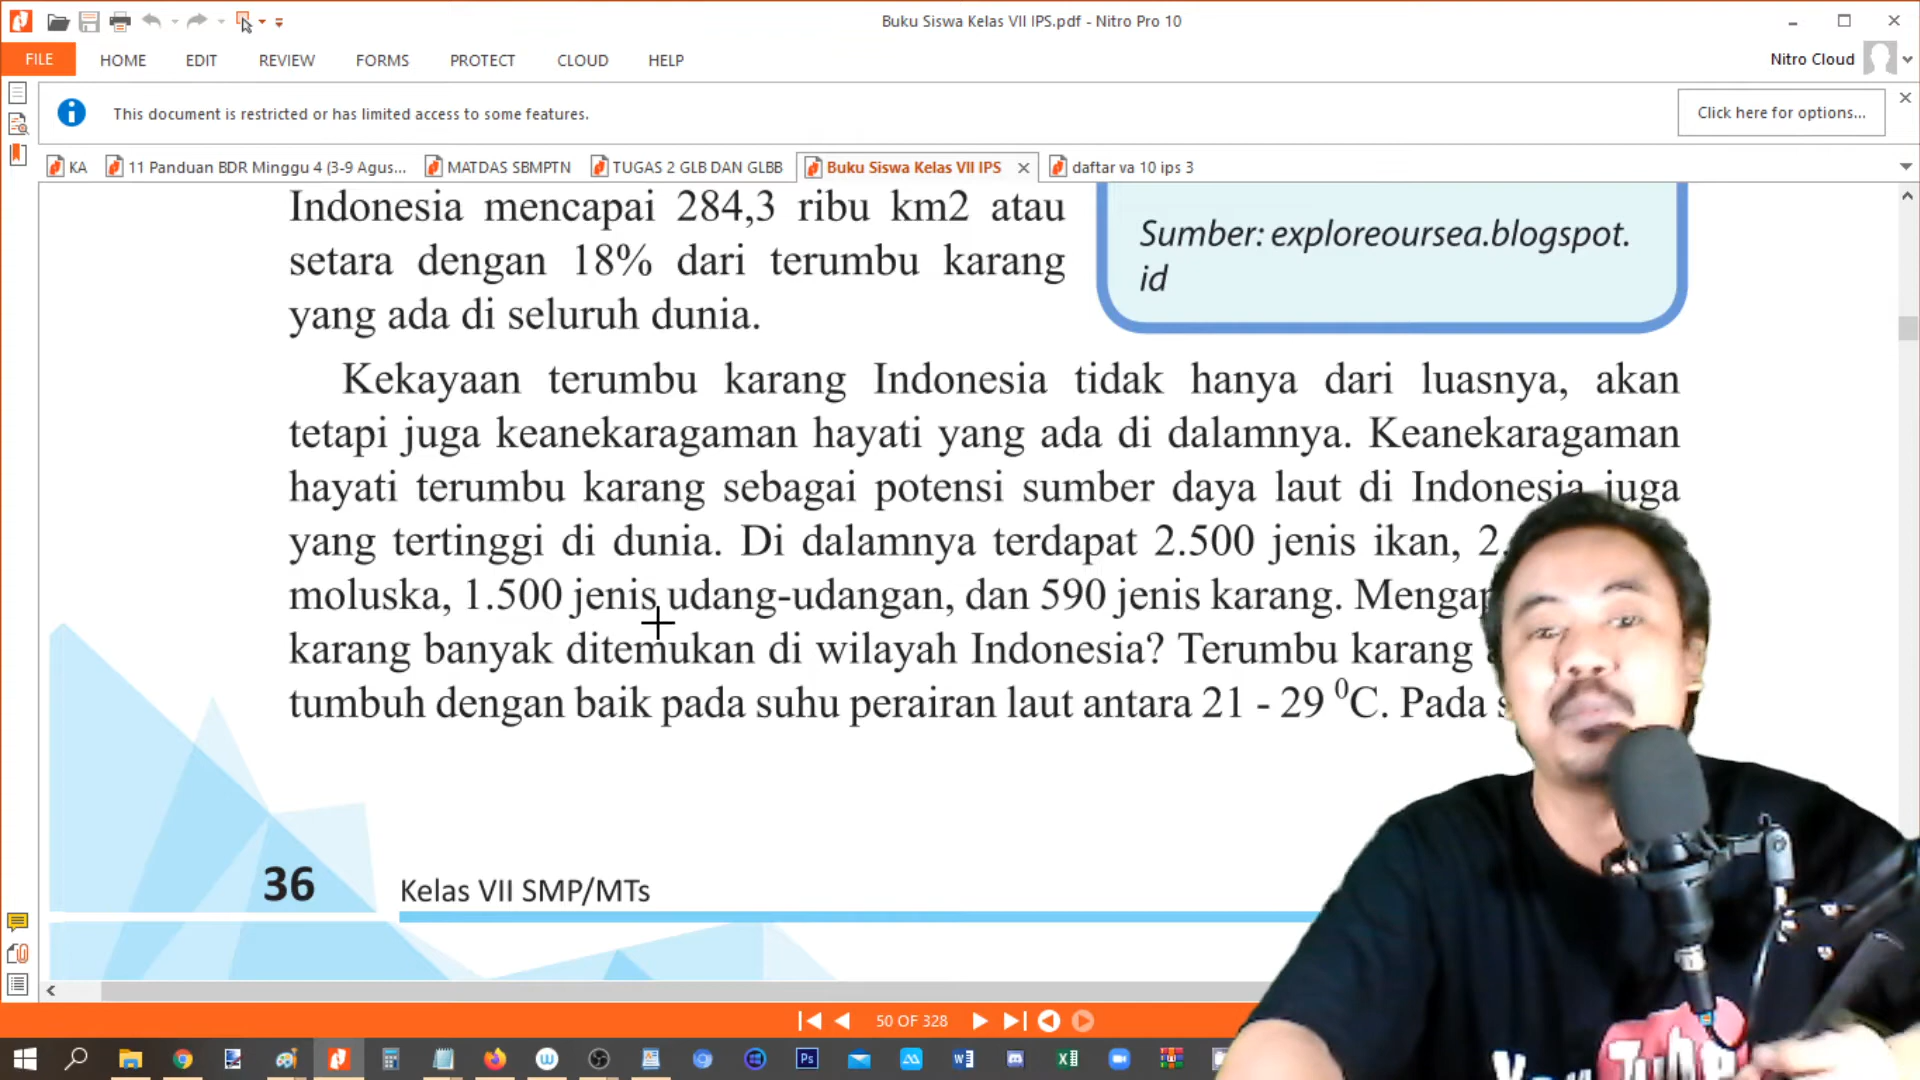 Buku Siswa Kelas VII IPS.pdf - Nitro Pro 10
FILE HOME EDIT REVIEW FORMS PROTECT CLOUD HELP
Nitro Cloud
This document is restricted or has limited access to some features.
Click here for options...
KA
11 Panduan BDR Minggu 4 (3-9 Agus...
MATDAS SBMPTN
TUGAS 2 GLB DAN GLBB
Buku Siswa Kelas VII IPS
daftar va 10 ips 3
Indonesia mencapai 284,3 ribu km2 atau
setara dengan 18% dari terumbu karang
yang ada di seluruh dunia.
Sumber: exploreoursea.blogspot.
id
Kekayaan terumbu karang Indonesia tidak hanya dari luasnya, akan
tetapi juga keanekaragaman hayati yang ada di dalamnya. Keanekaragaman
hayati terumbu karang sebagai potensi sumber daya laut di Indonesia juga
yang tertinggi di dunia. Di dalamnya terdapat 2.500 jenis ikan, 2.
moluska, 1.500 jenis udang-udangan, dan 590 jenis karang.
karang banyak ditemukan di wilayah Indonesia? Terumbu karang
tumbuh dengan baik pada suhu perairan laut antara 21 - 29 ⁰C. Pada
36
Kelas VII SMP/MTs
50 OF 328
Ps